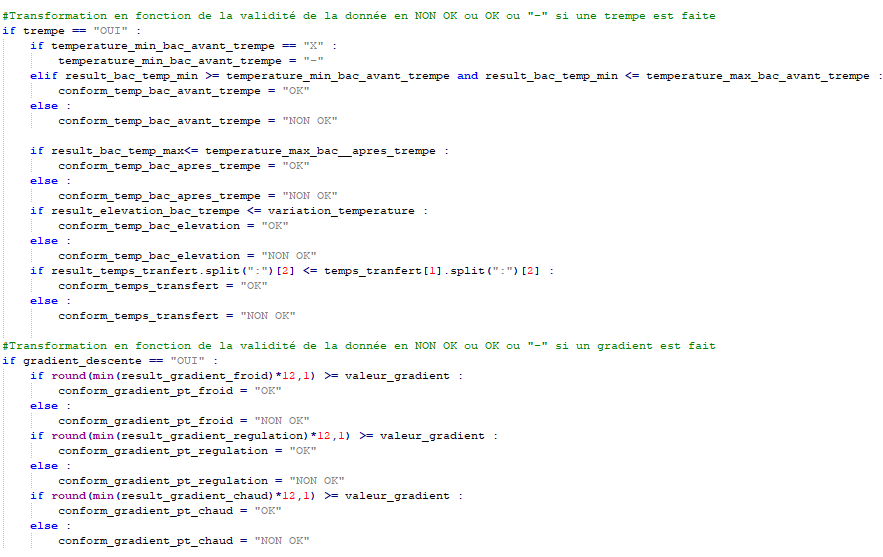 #Transformation en fonction de la validité de la donnée en NON OK ou OK ou "-" si une trempe est faite
if trempe == "OUI" :
    if temperature_min_bac_avant_trempe == "X" :
        temperature_min_bac_avant_trempe = "-"
    elif result_bac_temp_min >= temperature_min_bac_avant_trempe and result_bac_temp_min <= temperature_max_bac_avant_trempe :
        conform_temp_bac_avant_trempe = "OK"
    else :
        conform_temp_bac_avant_trempe = "NON OK"

    if result_bac_temp_max<= temperature_max_bac__apres_trempe :
        conform_temp_bac_apres_trempe = "OK"
    else :
        conform_temp_bac_apres_trempe = "NON OK"
    if result_elevation_bac_trempe <= variation_temperature :
        conform_temp_bac_elevation = "OK"
    else :
        conform_temp_bac_elevation = "NON OK"
    if result_temps_tranfert.split(":")[2] <= temps_tranfert[1].split(":")[2] :
        conform_temps_transfert = "OK"
    else :
        conform_temps_transfert = "NON OK"

#Transformation en fonction de la validité de la donnée en NON OK ou OK ou "-" si un gradient est fait
if gradient_descente == "OUI" :
    if round(min(result_gradient_froid)*12,1) >= valeur_gradient :
        conform_gradient_pt_froid = "OK"
    else :
        conform_gradient_pt_froid = "NON OK"
    if round(min(result_gradient_regulation)*12,1) >= valeur_gradient :
        conform_gradient_pt_regulation = "OK"
    else :
        conform_gradient_pt_regulation = "NON OK"
    if round(min(result_gradient_chaud)*12,1) >= valeur_gradient :
        conform_gradient_pt_chaud = "OK"
    else :
        conform_gradient_pt_chaud = "NON OK"